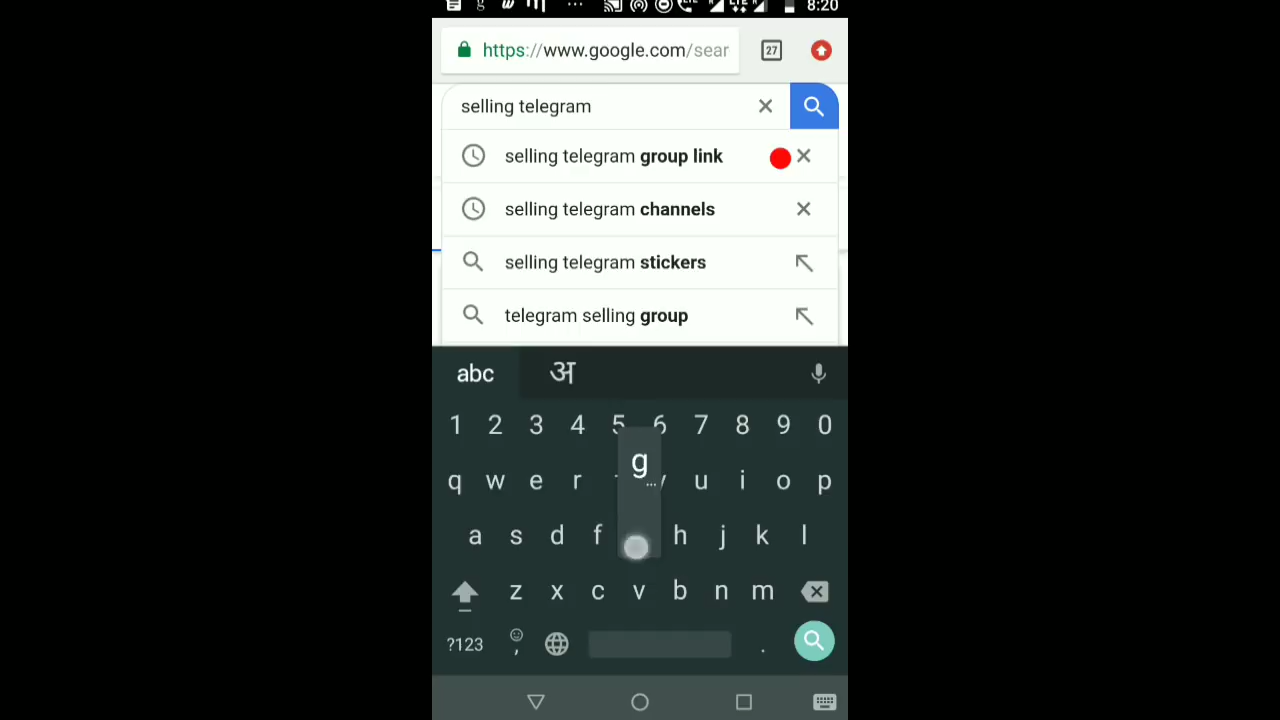 8:20
https://www.google.com/sear
27
selling telegram
selling telegram group link
selling telegram channels
selling telegram stickers
telegram selling group
abc अ
1 2 3 4 5 6 7 8 9 0
g
q w e r u i o p
a s d f h j k l
z x c v b n m
?123 , .